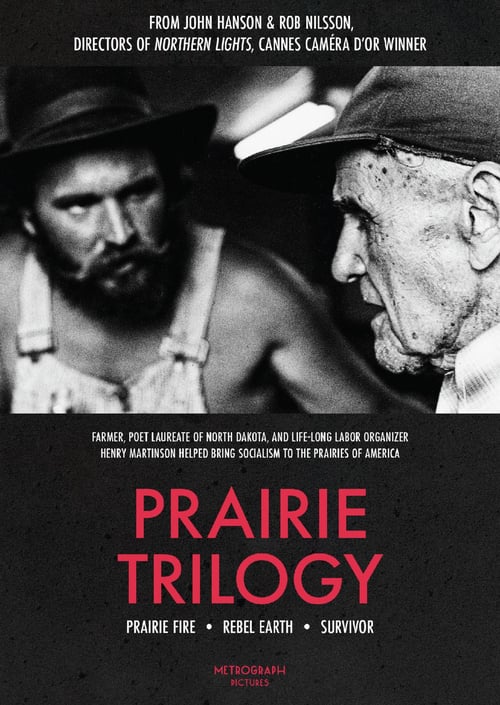 FROM JOHN HANSON & ROB NILSSON,
DIRECTORS OF NORTHERN LIGHTS, CANNES CAMÉRA D'OR WINNER
FARMER, POET LAUREATE OF NORTH DAKOTA, AND LIFE-LONG LABOR ORGANIZER
HENRY MARTINSON HELPED BRING SOCIALISM TO THE PRAIRIES OF AMERICA
PRAIRIE
TRILOGY
PRAIRIE FIRE • REBEL EARTH • SURVIVOR
METROGRAPH
PICTURES